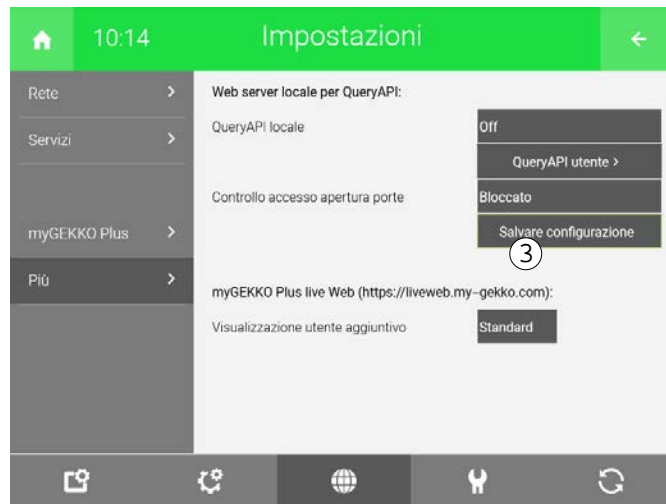 10:14 Impostazioni
Rete
Servizi
myGEKKO Plus
Più
Web server locale per QueryAPI:
QueryAPI locale
Off
QueryAPI utente >
Controllo accesso apertura porte
Bloccato
Salvare configurazione
3
myGEKKO Plus live Web (https://liveweb.my-gekko.com):
Visualizzazione utente aggiuntivo
Standard